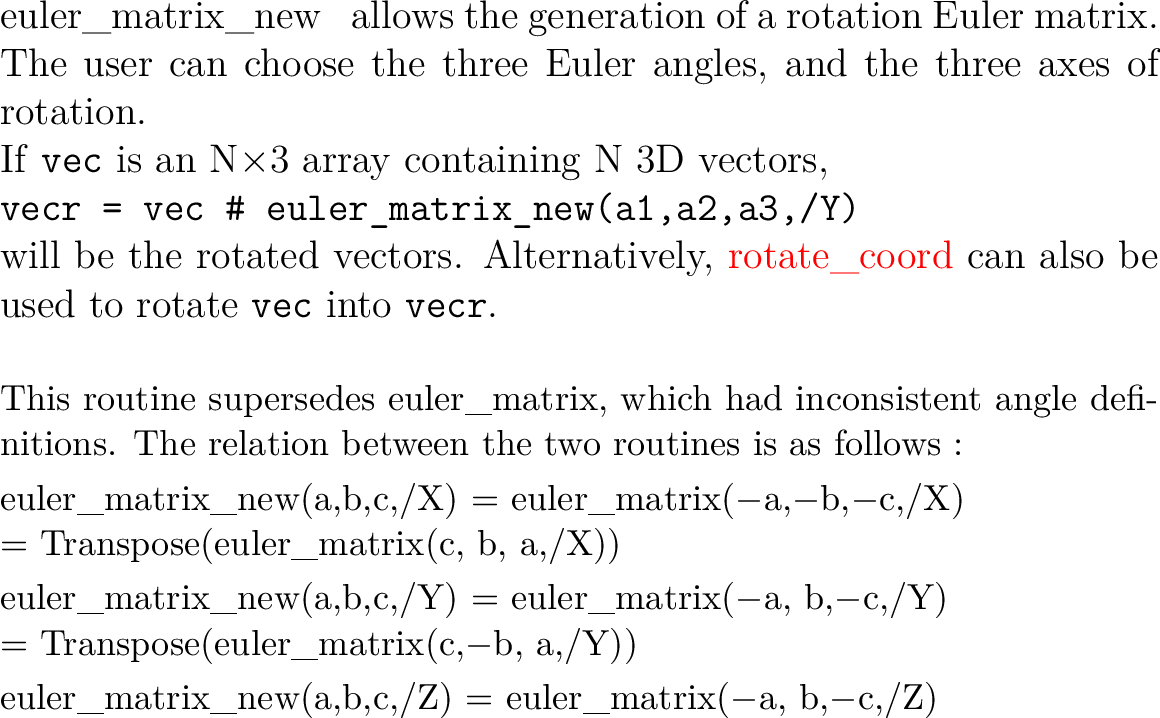 euler_matrix_new allows the generation of a rotation Euler matrix.
The user can choose the three Euler angles, and the three axes of
rotation.
If vec is an N×3 array containing N 3D vectors,
vecr = vec # euler_matrix_new(a1,a2,a3,/Y)
will be the rotated vectors. Alternatively, rotate_coord can also be
used to rotate vec into vecr.
This routine supersedes euler_matrix, which had inconsistent angle defi-
nitions. The relation between the two routines is as follows :
euler_matrix_new(a,b,c,/X) = euler_matrix(−a,−b,−c,/X)
= Transpose(euler_matrix(c, b, a,/X))
euler_matrix_new(a,b,c,/Y) = euler_matrix(−a, b,−c,/Y)
= Transpose(euler_matrix(c,−b, a,/Y))
euler_matrix_new(a,b,c,/Z) = euler_matrix(−a, b,−c,/Z)